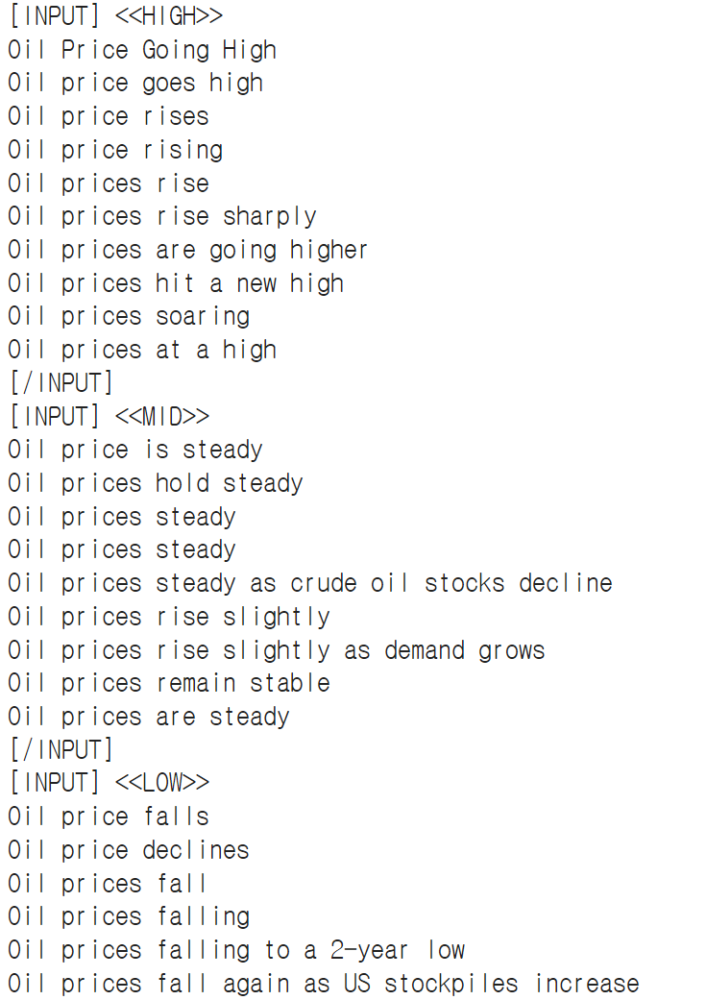 [INPUT] <<HIGH>>
Oil Price Going High
Oil price goes high
Oil price rises
Oil price rising
Oil prices rise
Oil prices rise sharply
Oil prices are going higher
Oil prices hit a new high
Oil prices soaring
Oil prices at a high
[/INPUT]
[INPUT] <<MID>>
Oil price is steady
Oil prices hold steady
Oil prices steady
Oil prices steady
Oil prices steady as crude oil stocks decline
Oil prices rise slightly
Oil prices rise slightly as demand grows
Oil prices remain stable
Oil prices are steady
[/INPUT]
[INPUT] <<LOW>>
Oil price falls
Oil price declines
Oil prices fall
Oil prices falling
Oil prices falling to a 2-year low
Oil prices fall again as US stockpiles increase